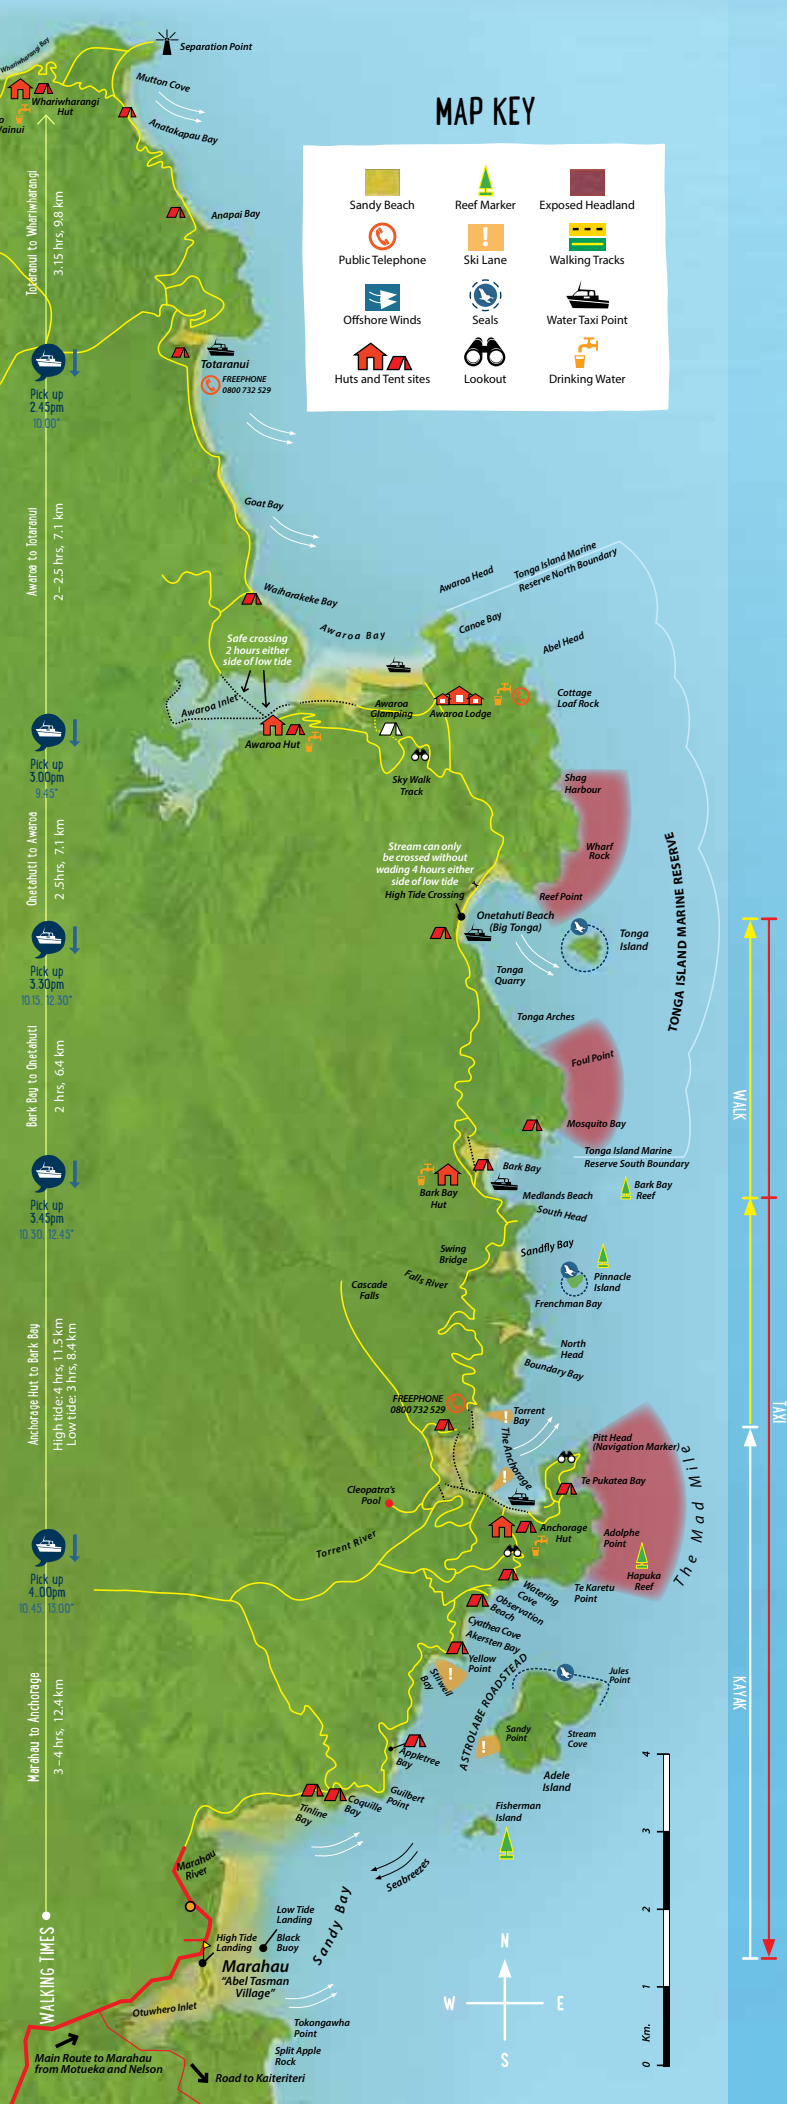 Whariwharangi Bay
Separation Point
Mutton Cove
Whariwharangi
Hut
Anatakapau Bay
Anapai Bay
Totaranui to Whariwharangi
3.15 hrs, 9.8 km
MAP KEY
Sandy Beach
Reef Marker
Exposed Headland
Public Telephone
Ski Lane
Walking Tracks
Offshore Winds
Seals
Water Taxi Point
Huts and Tent sites
Lookout
Drinking Water
Totaranui
FREEPHONE
0800 732 529
Pick up
2.45pm
10.00*
Goat Bay
Awaroa to Totaranui
2 – 2.5 hrs, 7.1 km
Waiharakeke Bay
Awaroa Bay
Awaroa Head
Tonga Island Marine
Reserve North Boundary
Canoe Bay
Abel Head
Safe crossing
2 hours either
side of low tide
Awaroa Inlet
Awaroa Hut
Awaroa
Glamping
Awaroa Lodge
Cottage
Loaf Rock
Sky Walk
Track
Pick up
3.00pm
9.45*
Shag
Harbour
Wharf
Rock
Reef Point
Onetahuti to Awaroa
2.5hrs, 7.1 km
Stream can only
be crossed without
wading 4 hours either
side of low tide
High Tide Crossing
Onetahuti Beach
(Big Tonga)
Tonga
Island
TONGA ISLAND MARINE RESERVE
Pick up
3.30pm
10.15, 12.30*
Tonga
Quarry
Tonga Arches
Foul Point
Mosquito Bay
Bark Bay to Onetahuti
2 hrs, 6.4 km
Tonga Island Marine
Reserve South Boundary
Bark Bay
Bark Bay
Hut
Medlands Beach
Bark Bay
Reef
South Head
Pick up
3.45pm
10.30, 12.45*
Swing
Bridge
Sandfly Bay
Falls River
Cascade
Falls
Pinnacle
Island
Frenchman Bay
North
Head
Boundary Bay
Anchorage Hut to Bark Bay
High tide: 4 hrs, 11.5 km
Low tide: 3 hrs, 8.4 km
FREEPHONE
0800 732 529
Torrent
Bay
The Anchorage
Pitt Head
(Navigation Marker)
Te Pukatea Bay
Cleopatra's
Pool
Torrent River
Anchorage
Hut
Adolphe
Point
Hapuka
Reef
The Mad Mile
Te Karetu
Point
Pick up
4.00pm
10.45, 13.00*
Watering
Cove
Observation
Beach
Cyathea Cove
Akersten Bay
Yellow
Point
Stilwell
Bay
ASTROLABE ROADSTEAD
Jules
Point
Sandy
Point
Stream
Cove
Adele
Island
Appletree
Bay
Guilbert
Point
Coquille
Bay
Tinline
Bay
Fisherman
Island
Marahau to Anchorage
3 – 4 hrs, 12.4 km
Marahau
River
Seabreezes
Sandy Bay
Low Tide
Landing
Black
Buoy
High Tide
Landing
Marahau
"Abel Tasman
Village"
Otuwhero Inlet
Tokongawha
Point
Split Apple
Rock
WALKING TIMES
Main Route to Marahau
from Motueka and Nelson
Road to Kaiteriteri
N
W
E
S
4
3
2
1
0
Km.
WALK
TAXI
KAYAK